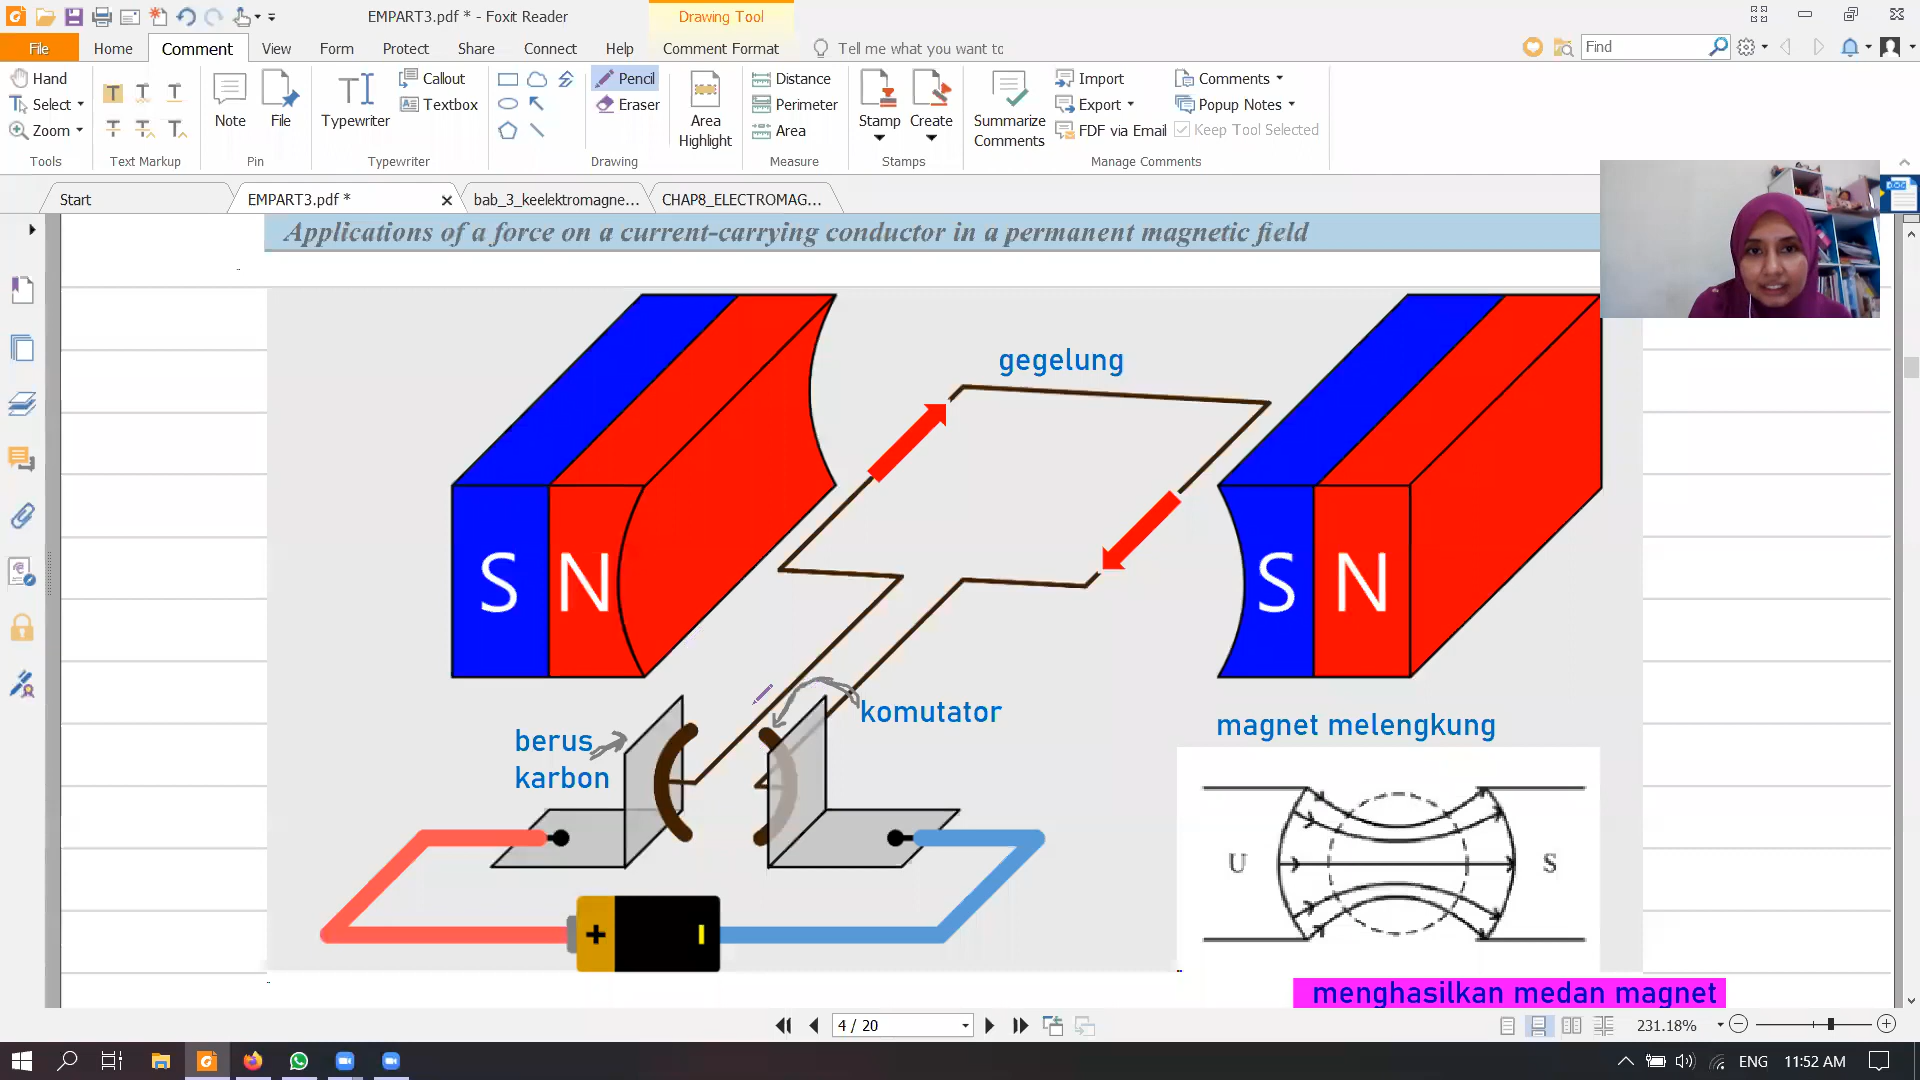 EMPART3.pdf * - Foxit Reader
Drawing Tool
File
Home
Comment
View
Form
Protect
Share
Connect
Help
Comment Format
Tell me what you want to
Find
Hand
Select
Zoom
Tools
Text Markup
Note
File
Pin
Typewriter
Callout
Textbox
Typewriter
Pencil
Eraser
Area
Highlight
Drawing
Distance
Perimeter
Area
Measure
Stamp
Create
Stamps
Summarize
Comments
Import
Export
FDF via Email
Comments
Popup Notes
Keep Tool Selected
Manage Comments
Start
EMPART3.pdf *
bab_3_keelektromagne...
CHAP8_ELECTROMAG...
Applications of a force on a current-carrying conductor in a permanent magnetic field
gegelung
S N
S N
komutator
berus
karbon
magnet melengkung
U S
+
menghasilkan medan magnet
4 / 20
231.18%
ENG
11:52 AM